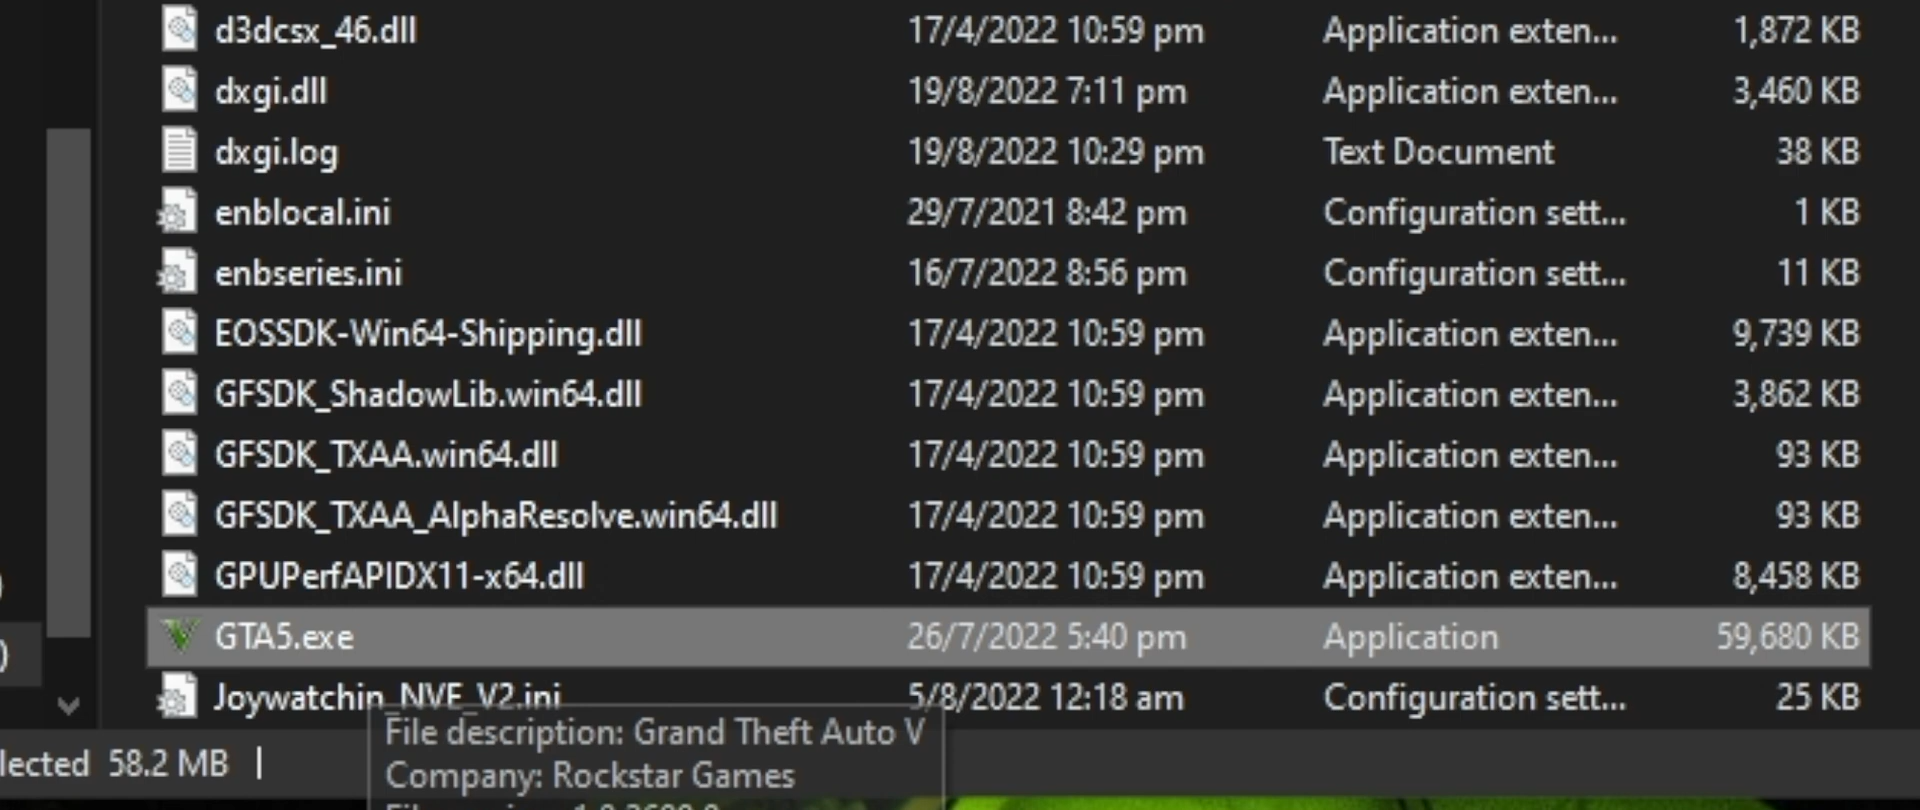 d3dcsx_46.dll 17/4/2022 10:59 pm Application exten... 1,872 KB
dxgi.dll 19/8/2022 7:11 pm Application exten... 3,460 KB
dxgi.log 19/8/2022 10:29 pm Text Document 38 KB
enblocal.ini 29/7/2021 8:42 pm Configuration sett... 1 KB
enbseries.ini 16/7/2022 8:56 pm Configuration sett... 11 KB
EOSSDK-Win64-Shipping.dll 17/4/2022 10:59 pm Application exten... 9,739 KB
GFSDK_ShadowLib.win64.dll 17/4/2022 10:59 pm Application exten... 3,862 KB
GFSDK_TXAA.win64.dll 17/4/2022 10:59 pm Application exten... 93 KB
GFSDK_TXAA_AlphaResolve.win64.dll 17/4/2022 10:59 pm Application exten... 93 KB
GPUPerfAPIDX11-x64.dll 17/4/2022 10:59 pm Application exten... 8,458 KB
GTA5.exe 26/7/2022 5:40 pm Application 59,680 KB
Joywatchin_NVE_V2.ini 5/8/2022 12:18 am Configuration sett... 25 KB
lected 58.2 MB
File description: Grand Theft Auto V
Company: Rockstar Games